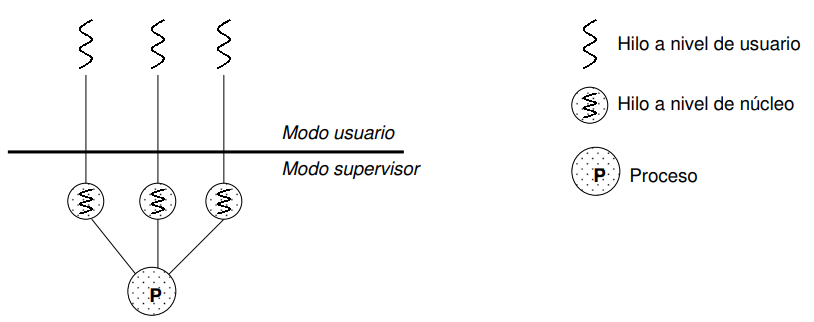 Hilo a nivel de usuario
Hilo a nivel de núcleo
Modo usuario
Modo supervisor
P Proceso
P